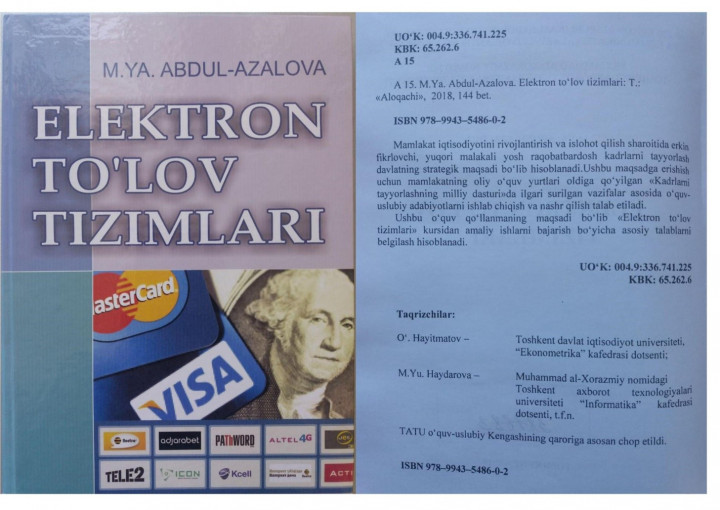 M.YA. ABDUL-AZALOVA
ELEKTRON
TO'LOV
TIZIMLARI
MasterCard
VISA
adjarabet
PATHWORD
ALTEL 4G
TELE2
ICON
Kcell
ACTI
UO‘K: 004.9:336.741.225
KBK: 65.262.6
A 15
A 15. M.Ya. Abdul-Azalova. Elektron to‘lov tizimlari: T.:
«Aloqachi», 2018, 144 bet.
ISBN 978–9943–5486-0-2
Mamlakat iqtisodiyotini rivojlantirish va islohot qilish sharoitida erkin
fikrlovchi, yuqori malakali yosh raqobatbardosh kadrlarni tayyorlash
davlatning strategik maqsadi bo‘lib hisoblanadi.Ushbu maqsadga erishish
uchun mamlakatning oliy o‘quv yurtlari oldiga qo‘yilgan «Kadrlarni
tayyorlashning milliy dasturi»da ilgari surilgan vazifalar asosida o‘quv-
uslubiy adabiyotlarni ishlab chiqish va nashr qilish talab etiladi.
Ushbu o‘quv qo‘llanmaning maqsadi bo‘lib «Elektron to‘lov
tizimlari» kursidan amaliy ishlarni bajarish bo‘yicha asosiy talablarni
belgilash hisoblanadi.
UO‘K: 004.9:336.741.225
KBK: 65.262.6
Taqrizchilar:
O‘. Hayitmatov – Toshkent davlat iqtisodiyot universiteti,
“Ekonometrika” kafedrasi dotsenti;
M.Yu. Haydarova – Muhammad al-Xorazmiy nomidagi
Toshkent axborot texnologiyalari
universiteti “Informatika” kafedrasi
dotsenti, t.f.n.
TATU o‘quv-uslubiy Kengashining qaroriga asosan chop etildi.
ISBN 978–9943–5486-0-2